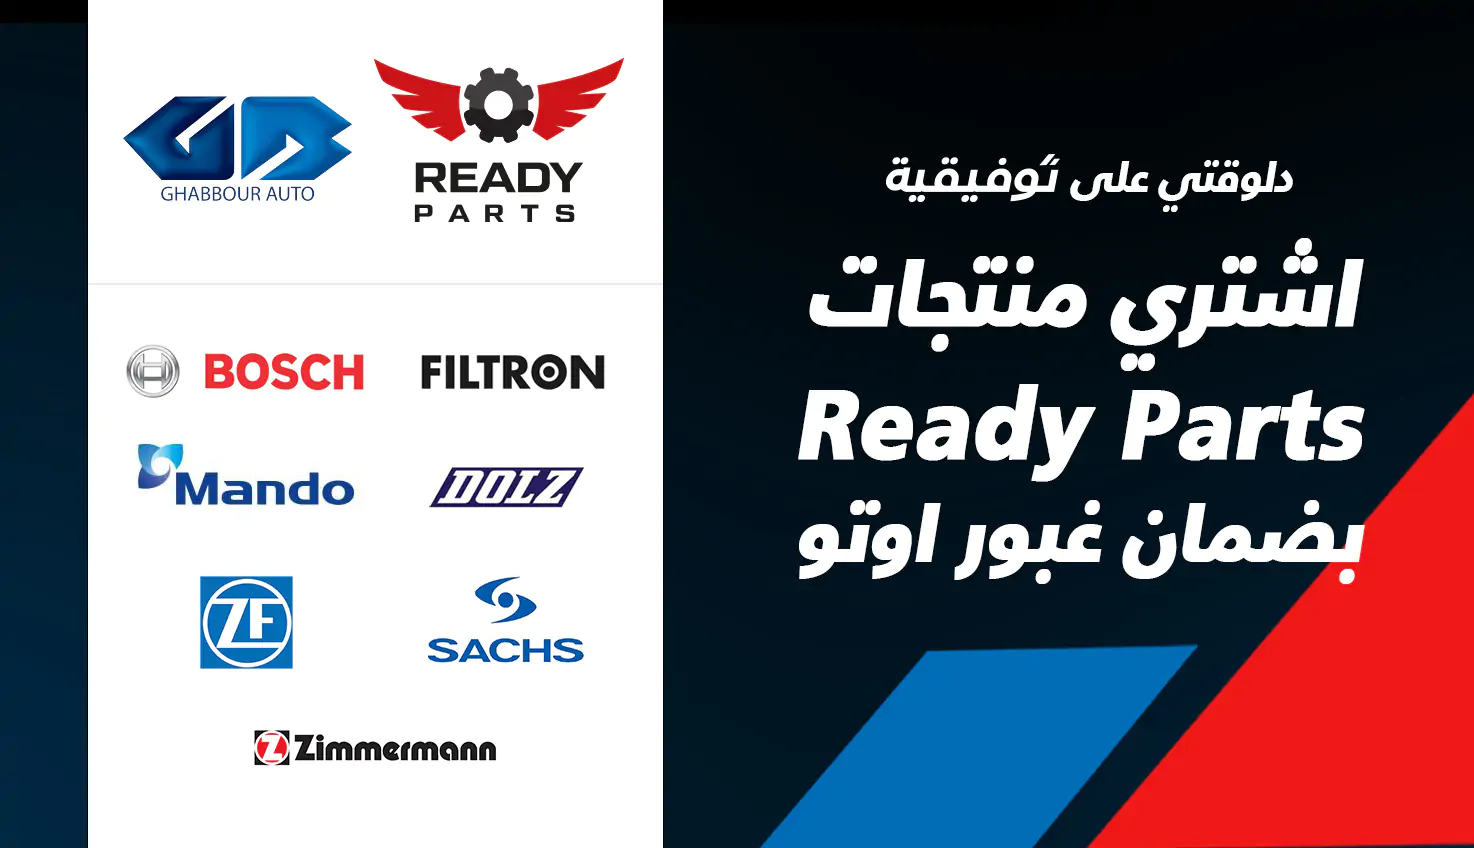 GHABBOUR AUTO
READY
PARTS
BOSCH
FILTRON
Mando
DOLZ
ZF
SACHS
Z Zimmermann
دلوقتي على تُوفيقية
اشتري منتجات
Ready Parts
بضمان غبور اوتو